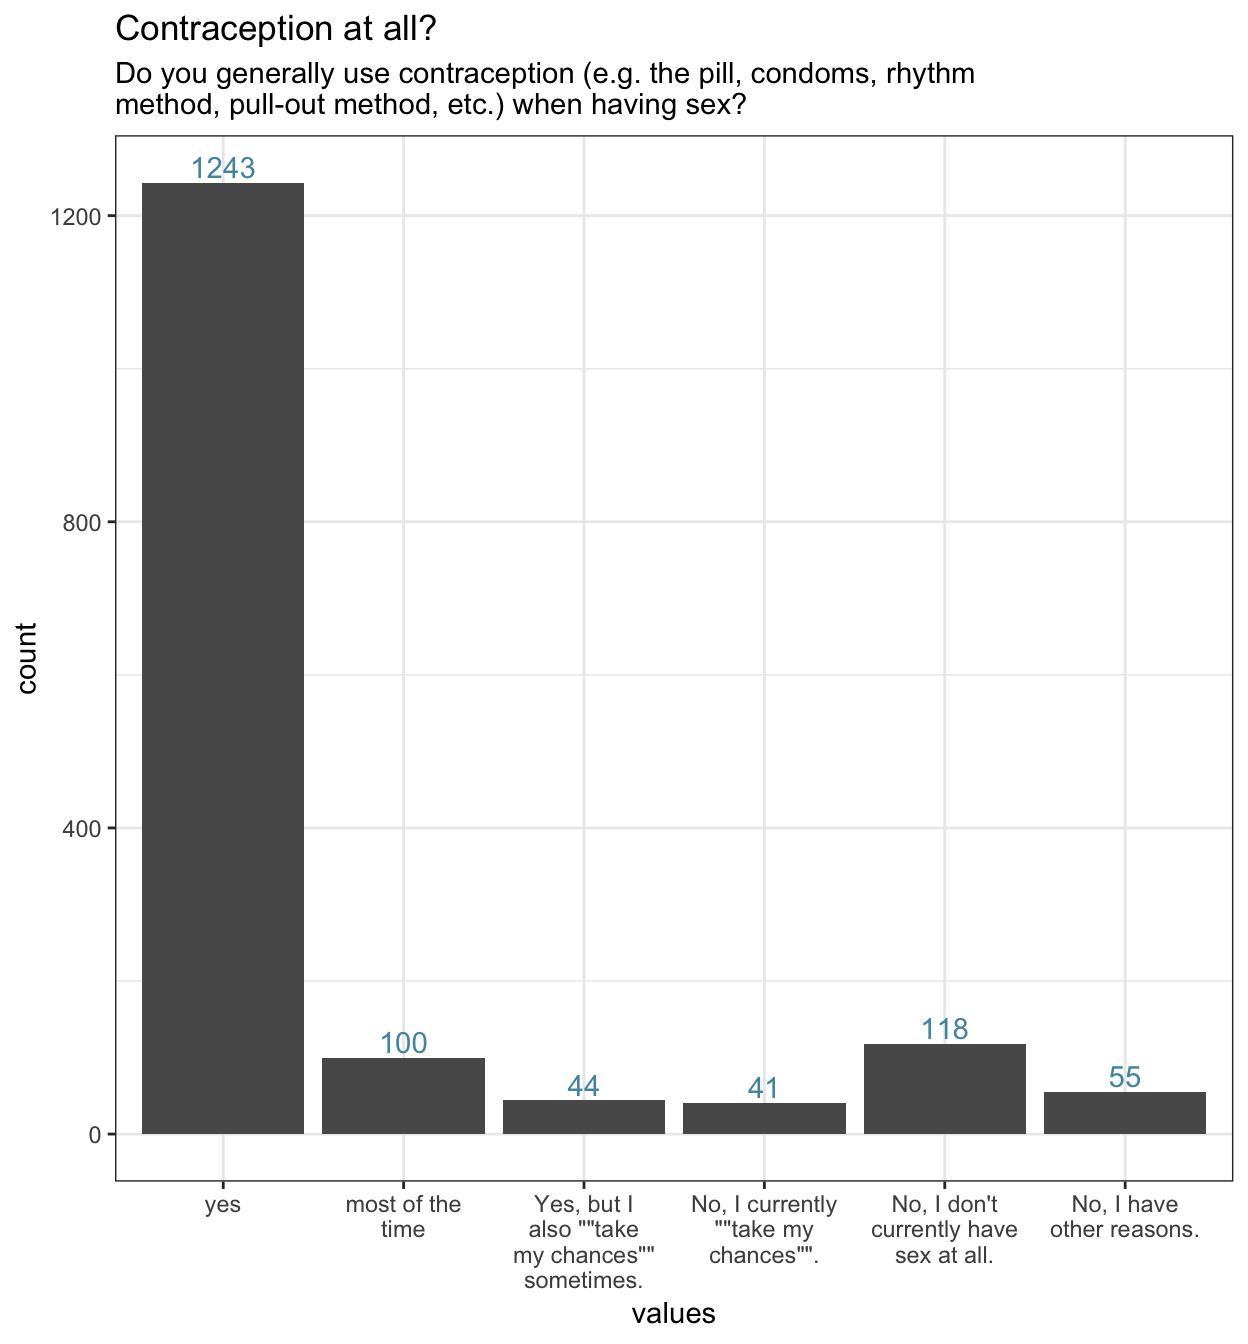 Contraception at all?
Do you generally use contraception (e.g. the pill, condoms, rhythm
method, pull-out method, etc.) when having sex?
1243
1200
800
400
0
count
100
44
41
118
55
yes
most of the
time
Yes, but I
also ""take
my chances""
sometimes.
No, I currently
""take my
chances"".
No, I don't
currently have
sex at all.
No, I have
other reasons.
values